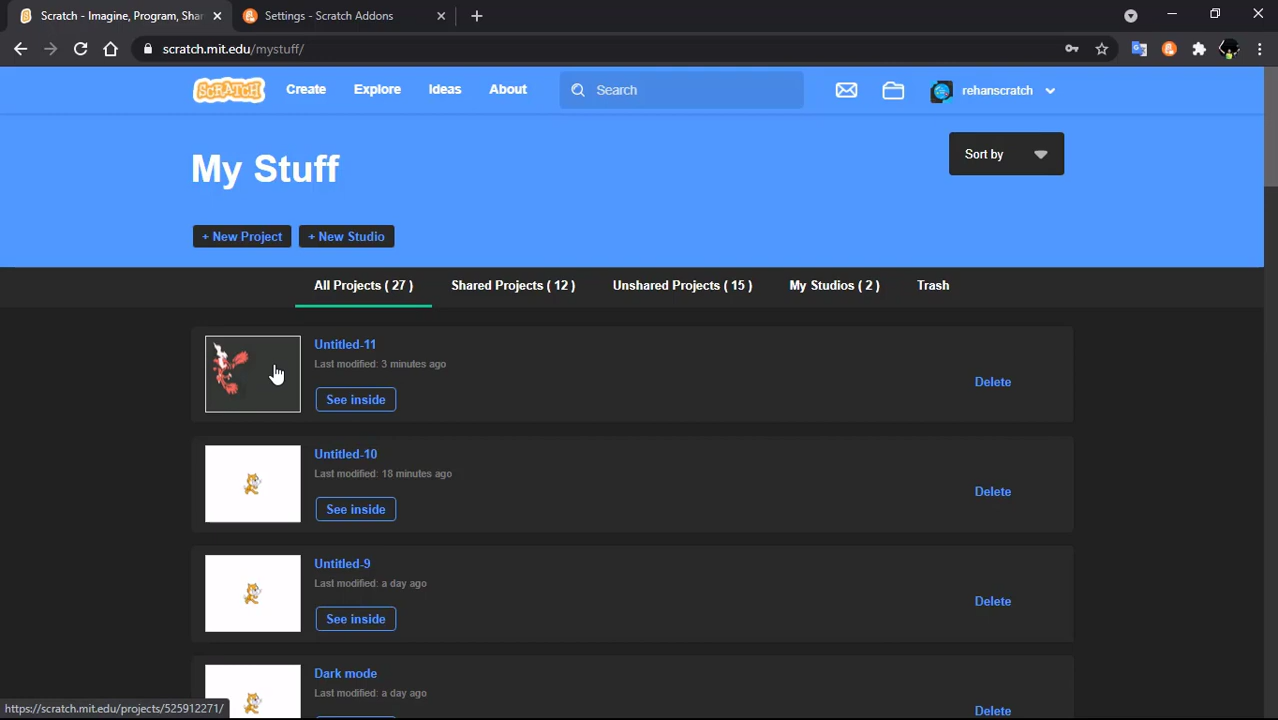 Scratch - Imagine, Program, Shar
Settings - Scratch Addons
scratch.mit.edu/mystuff/
SCRATCH
Create
Explore
Ideas
About
Search
rehanscratch
My Stuff
Sort by
+ New Project
+ New Studio
All Projects ( 27 )
Shared Projects ( 12 )
Unshared Projects ( 15 )
My Studios ( 2 )
Trash
Untitled-11
Last modified: 3 minutes ago
See inside
Delete
Untitled-10
Last modified: 18 minutes ago
See inside
Delete
Untitled-9
Last modified: a day ago
See inside
Delete
Dark mode
Last modified: a day ago
Delete
https://scratch.mit.edu/projects/525912271/